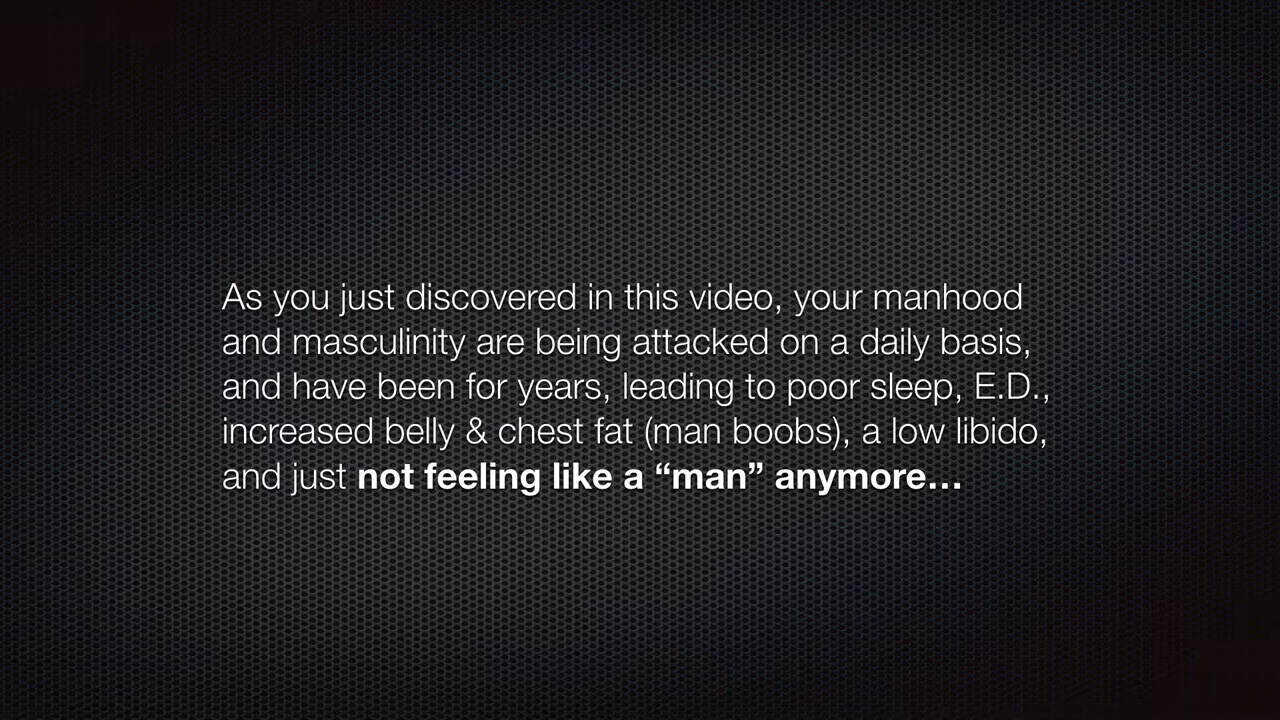 As you just discovered in this video, your manhood
and masculinity are being attacked on a daily basis,
and have been for years, leading to poor sleep, E.D.,
increased belly & chest fat (man boobs), a low libido,
and just not feeling like a “man” anymore…